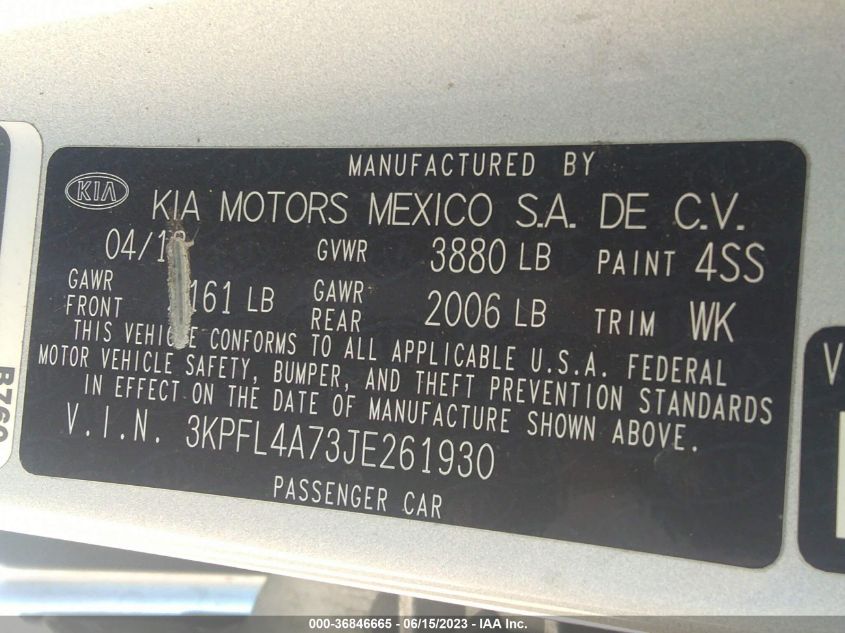 MANUFACTURED BY
KIA KIA MOTORS MEXICO S.A. DE C.V.
GVWR 3880 LB PAINT 4SS
GAWR FRONT LB GAWR REAR 2006 LB TRIM WK
THIS VEHICLE CONFORMS TO ALL APPLICABLE U.S.A. FEDERAL
MOTOR VEHICLE SAFETY, BUMPER, AND THEFT PREVENTION STANDARDS
IN EFFECT ON THE DATE OF MANUFACTURE SHOWN ABOVE.
V.I.N. 3KPFL4A73JE261930
PASSENGER CAR
000-36846665 - 06/15/2023 - IAA Inc.